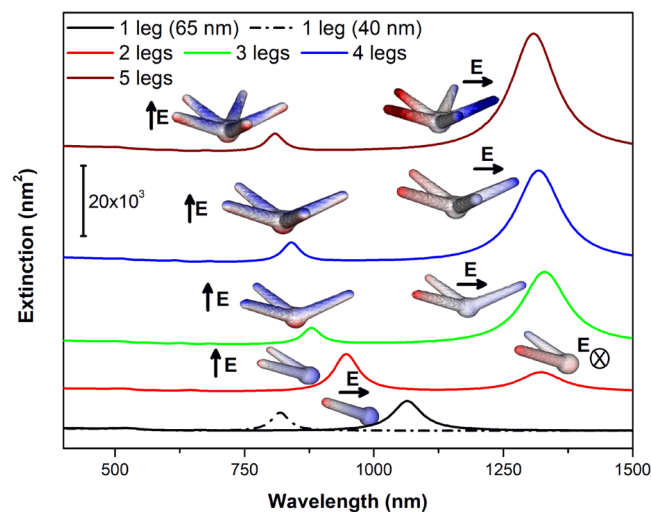 1 leg (65 nm) 1 leg (40 nm)
2 legs 3 legs 4 legs
5 legs
E
E
20x10³
E
E
E
E
E
E
E
Extinction (nm²)
500 750 1000 1250 1500
Wavelength (nm)